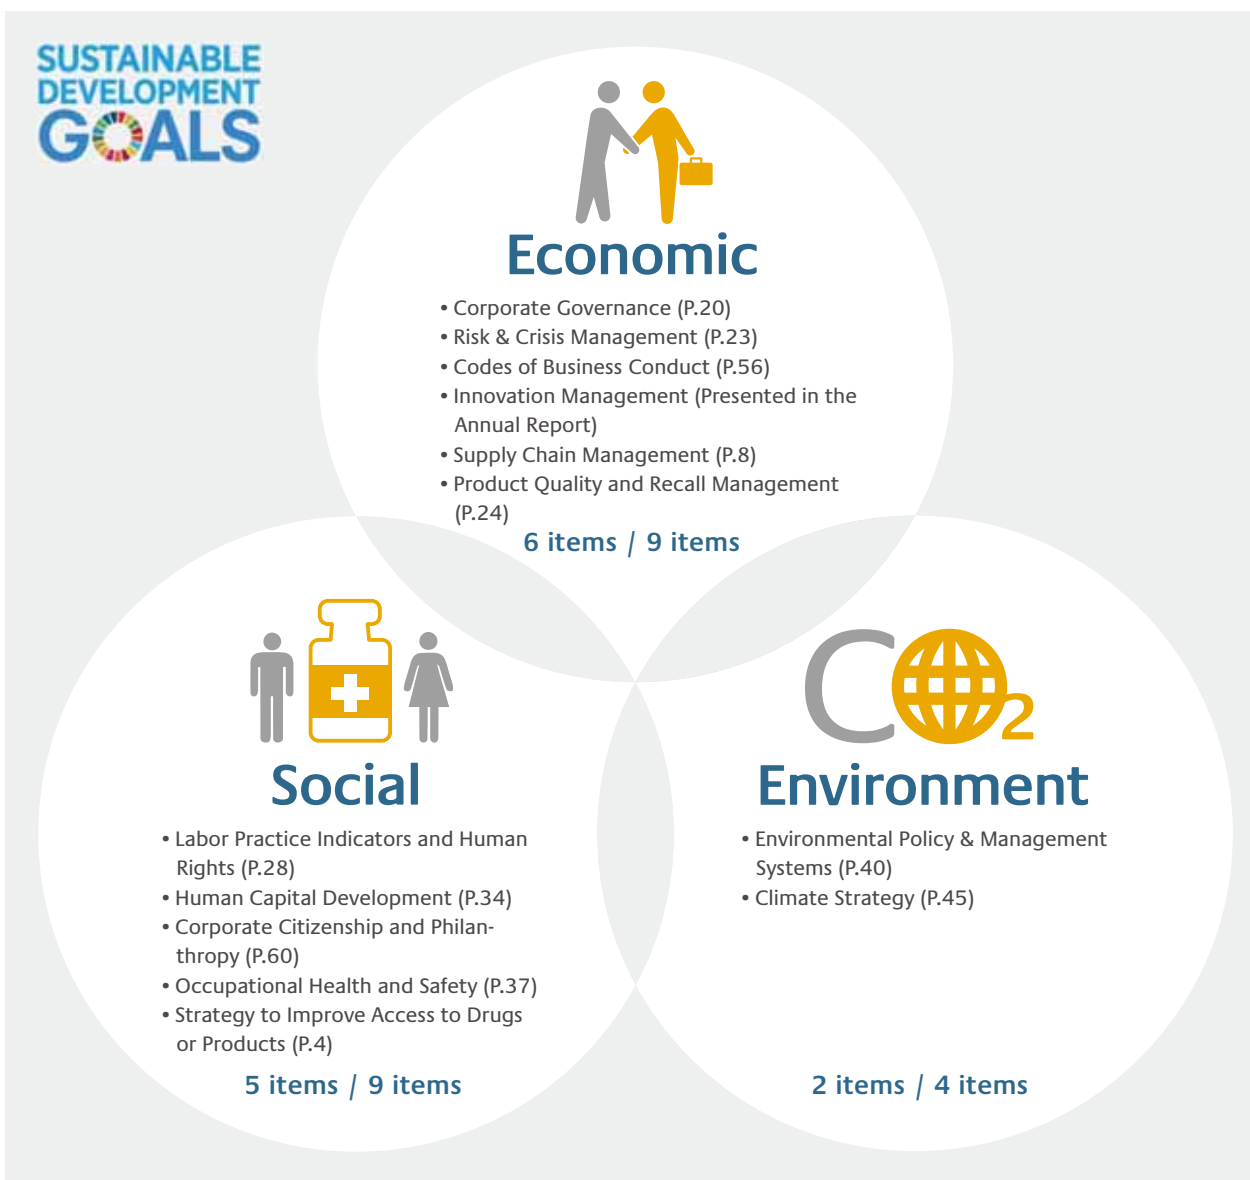 SUSTAINABLE
DEVELOPMENT
GOALS
Economic
• Corporate Governance (P.20)
• Risk & Crisis Management (P.23)
• Codes of Business Conduct (P.56)
• Innovation Management (Presented in the
Annual Report)
• Supply Chain Management (P.8)
• Product Quality and Recall Management
(P.24)
6 items / 9 items
Social
• Labor Practice Indicators and Human
Rights (P.28)
• Human Capital Development (P.34)
• Corporate Citizenship and Philan-
thropy (P.60)
• Occupational Health and Safety (P.37)
• Strategy to Improve Access to Drugs
or Products (P.4)
5 items / 9 items
CO2
Environment
• Environmental Policy & Management
Systems (P.40)
• Climate Strategy (P.45)
2 items / 4 items